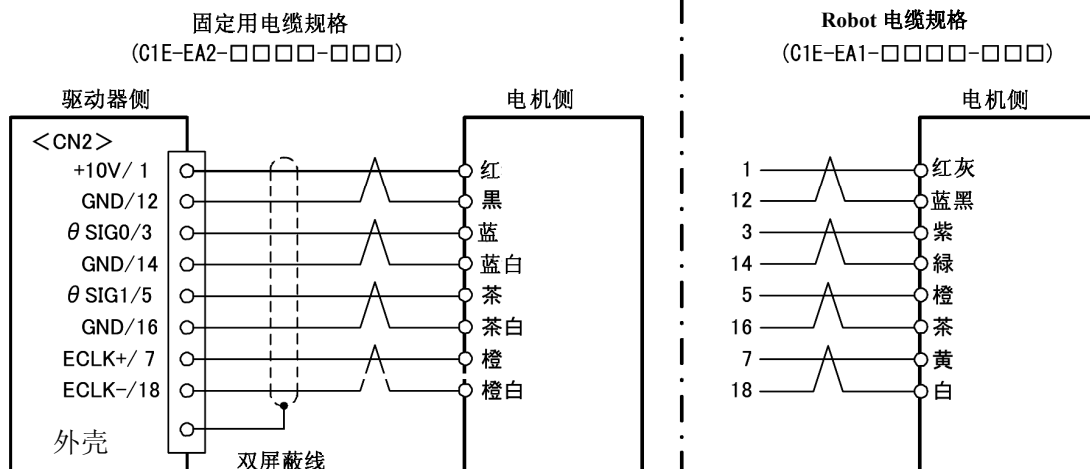 固定用电缆规格
(C1E-EA2-□□□□-□□□)
驱动器侧
电机侧
＜CN2＞
+10V/ 1
红
GND/12
黒
θ SIG0/3
蓝
GND/14
蓝白
θ SIG1/5
茶
GND/16
茶白
ECLK+/ 7
橙
ECLK-/18
橙白
外壳
双屏蔽线
Robot 电缆规格
(C1E-EA1-□□□□-□□□)
电机侧
1
红灰
12
蓝黑
3
紫
14
緑
5
橙
16
茶
7
黄
18
白